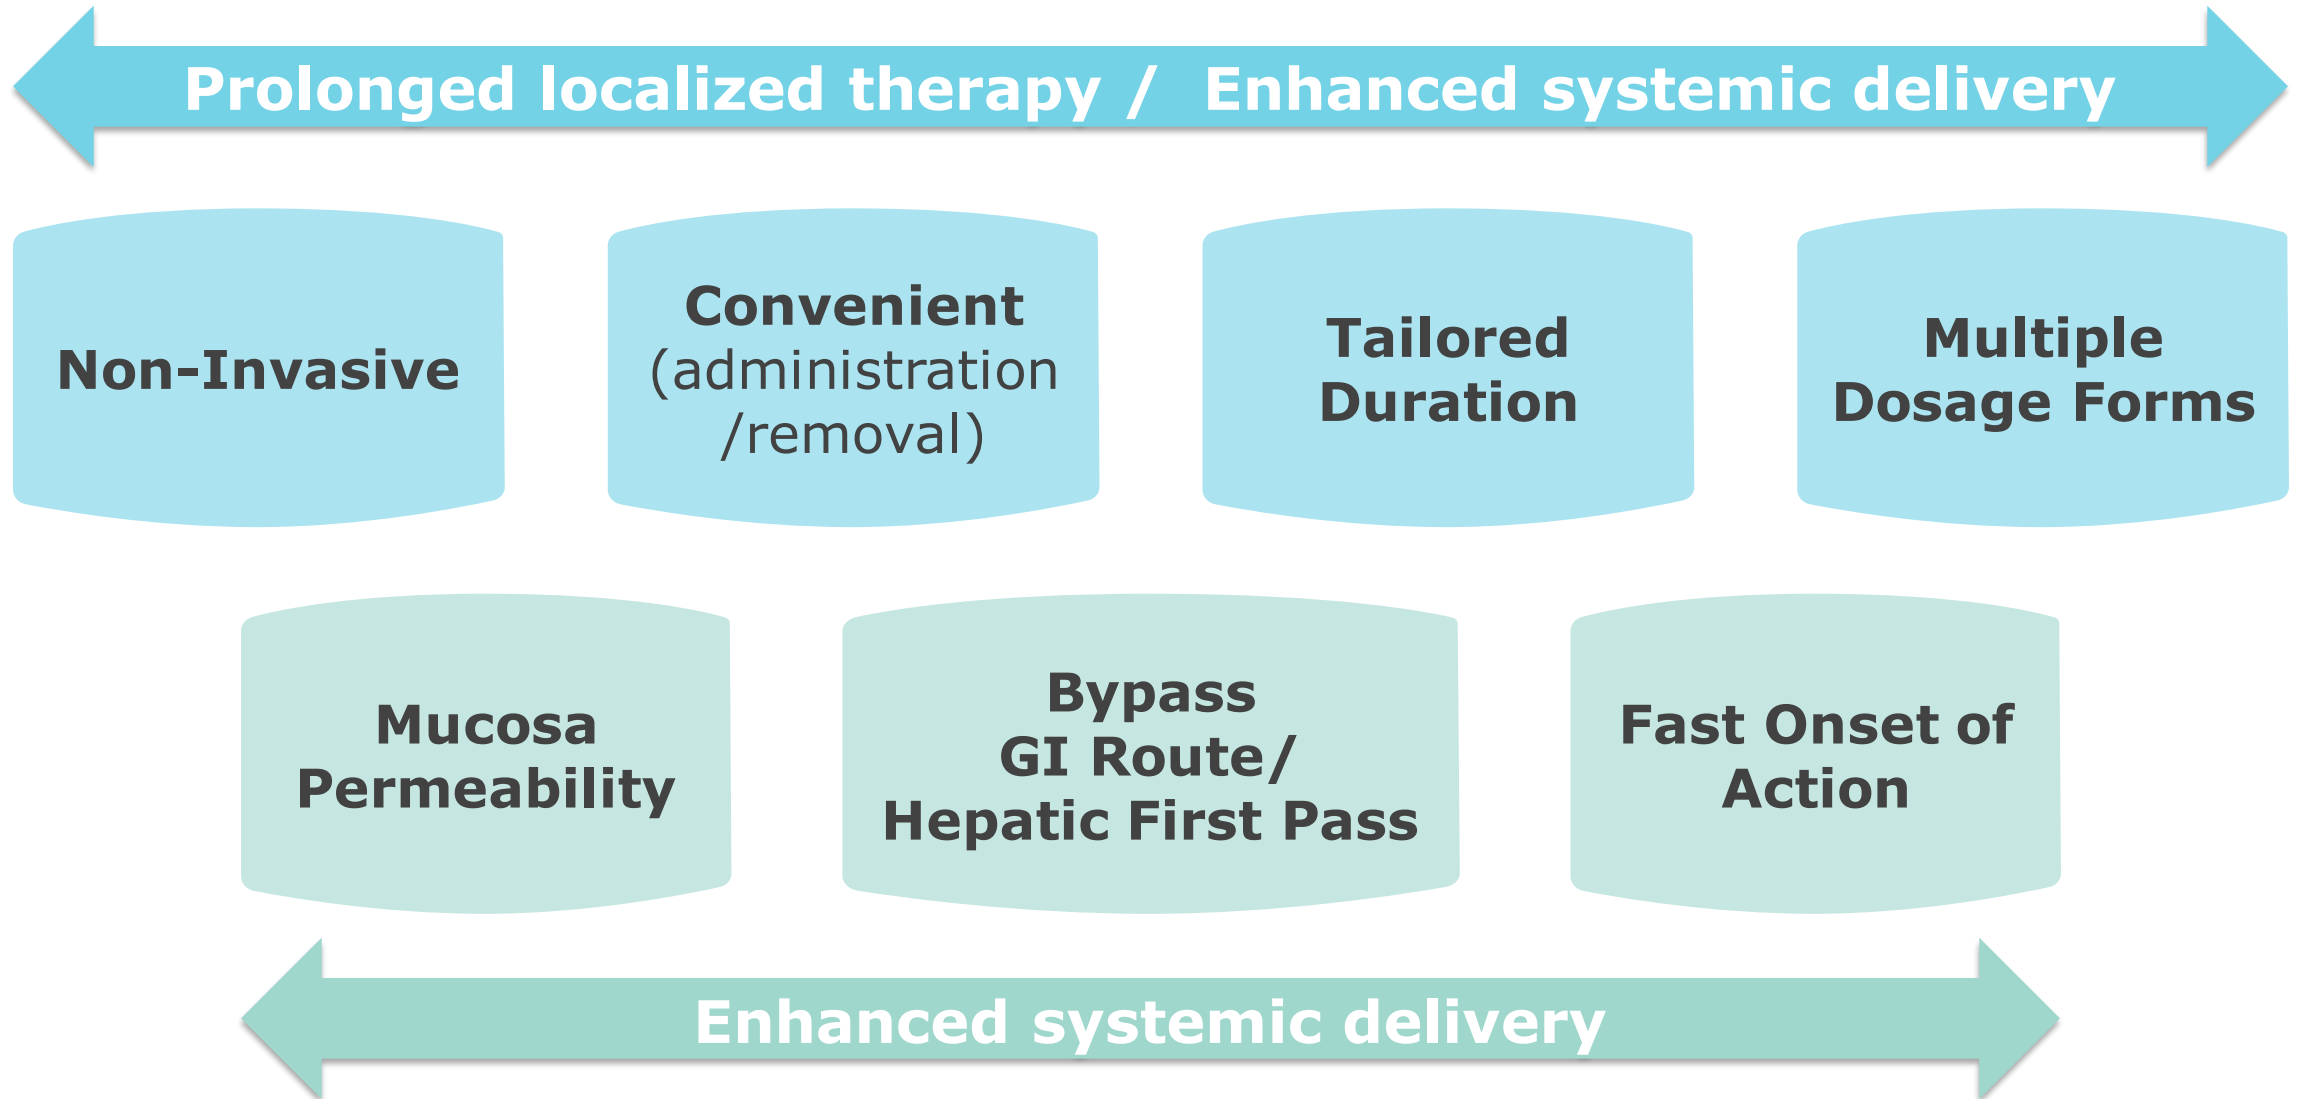 Prolonged localized therapy / Enhanced systemic delivery
Non-Invasive
Convenient
(administration
/removal)
Tailored
Duration
Multiple
Dosage Forms
Mucosa
Permeability
Bypass
GI Route/
Hepatic First Pass
Fast Onset of
Action
Enhanced systemic delivery